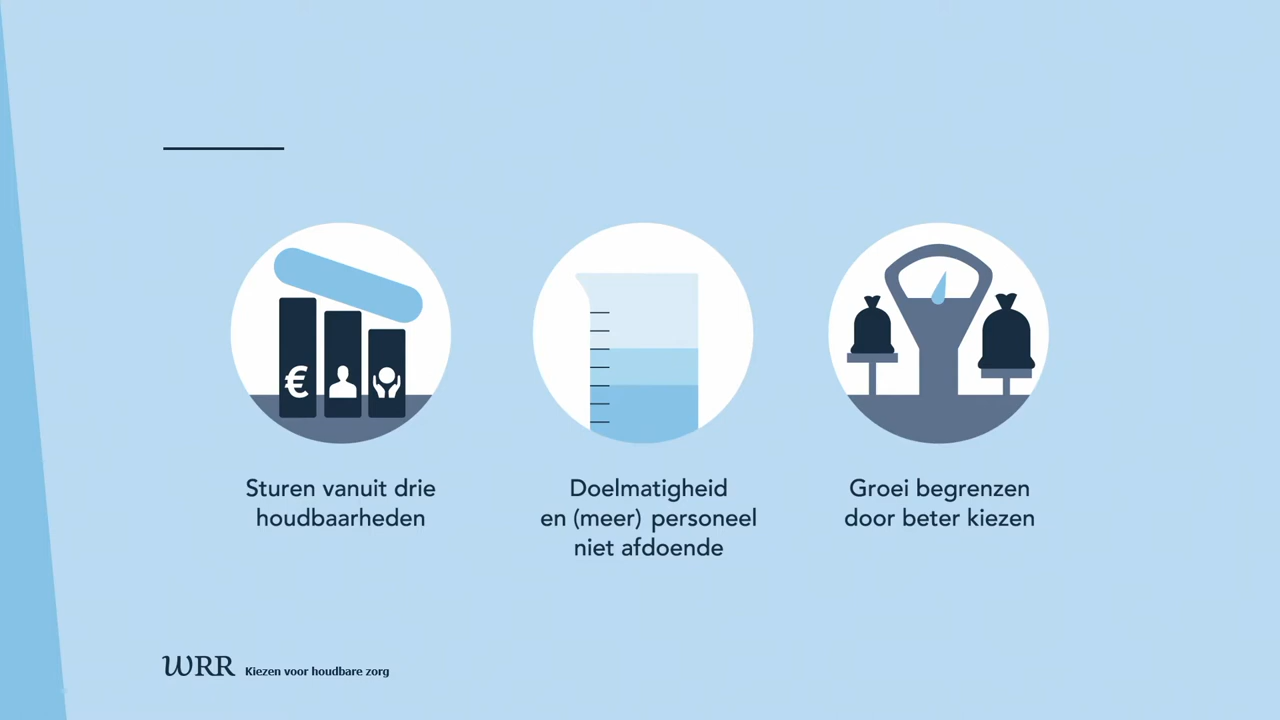 €
Sturen vanuit drie
houdbaarheden
Doelmatigheid
en (meer) personeel
niet afdoende
Groei begrenzen
door beter kiezen
WRR Kiezen voor houdbare zorg